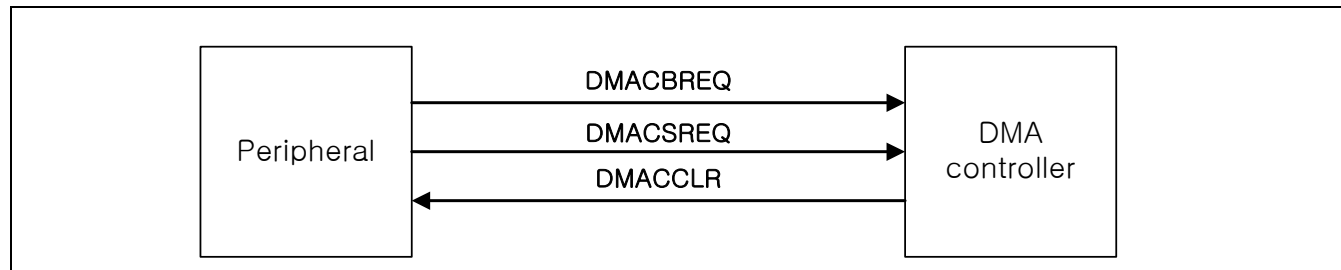 DMACBREQ
Peripheral
DMACSREQ
DMA
controller
DMACCLR